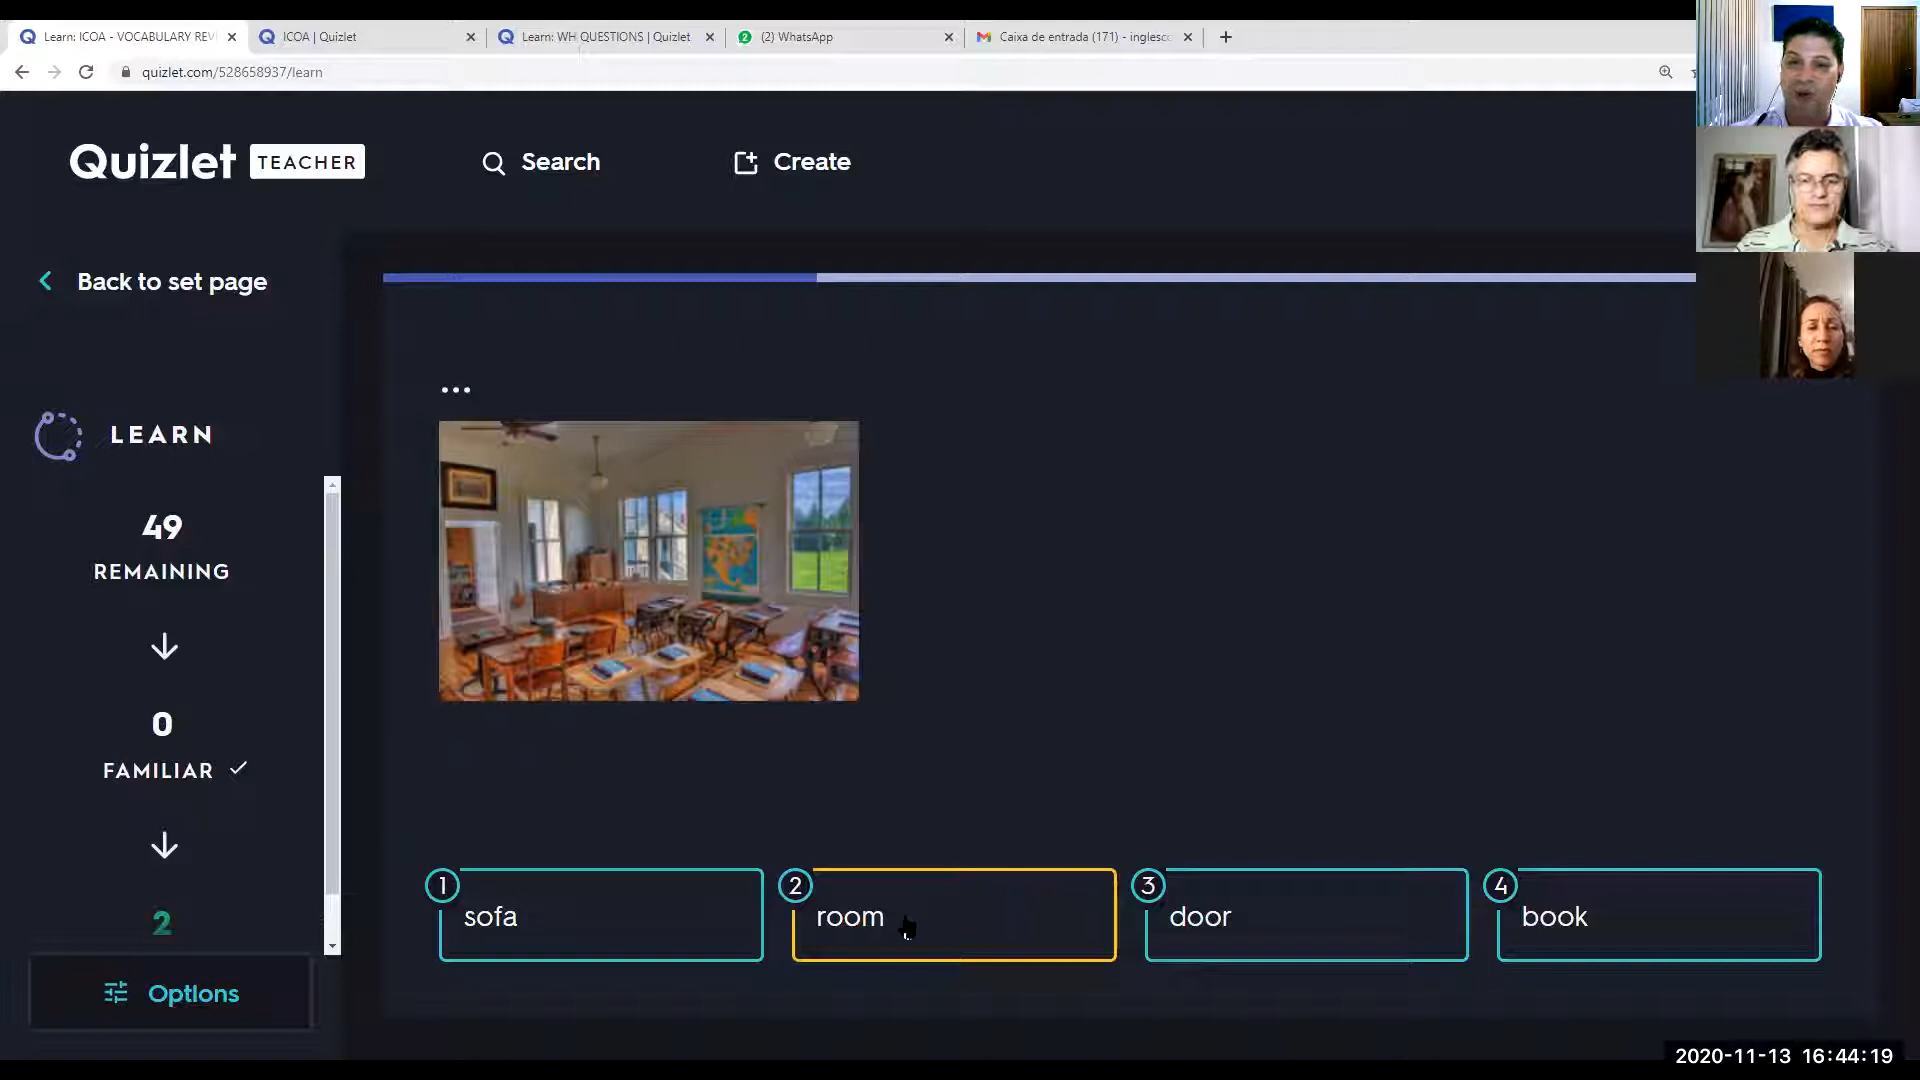 Learn: ICOA - VOCABULARY REV
ICOA | Quizlet
Learn: WH QUESTIONS | Quizlet
2
(2) WhatsApp
Caixa de entrada (171) - inglesco
quizlet.com/528658937/learn
Quizlet TEACHER
Search
Create
Back to set page
...
LEARN
49
REMAINING
0
FAMILIAR
2
Options
1
sofa
2
room
3
door
4
book
2020-11-13 16:44:19